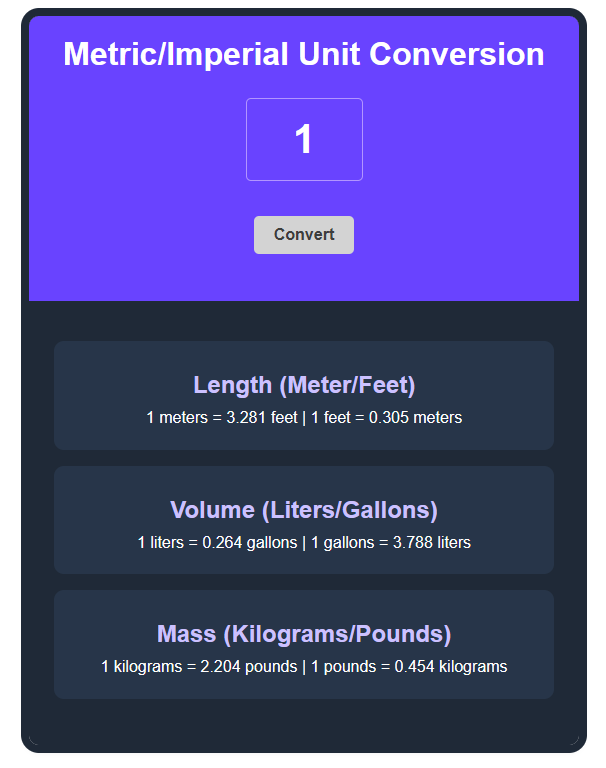 Metric/Imperial Unit Conversion
1
Convert
Length (Meter/Feet)
1 meters = 3.281 feet | 1 feet = 0.305 meters
Volume (Liters/Gallons)
1 liters = 0.264 gallons | 1 gallons = 3.788 liters
Mass (Kilograms/Pounds)
1 kilograms = 2.204 pounds | 1 pounds = 0.454 kilograms